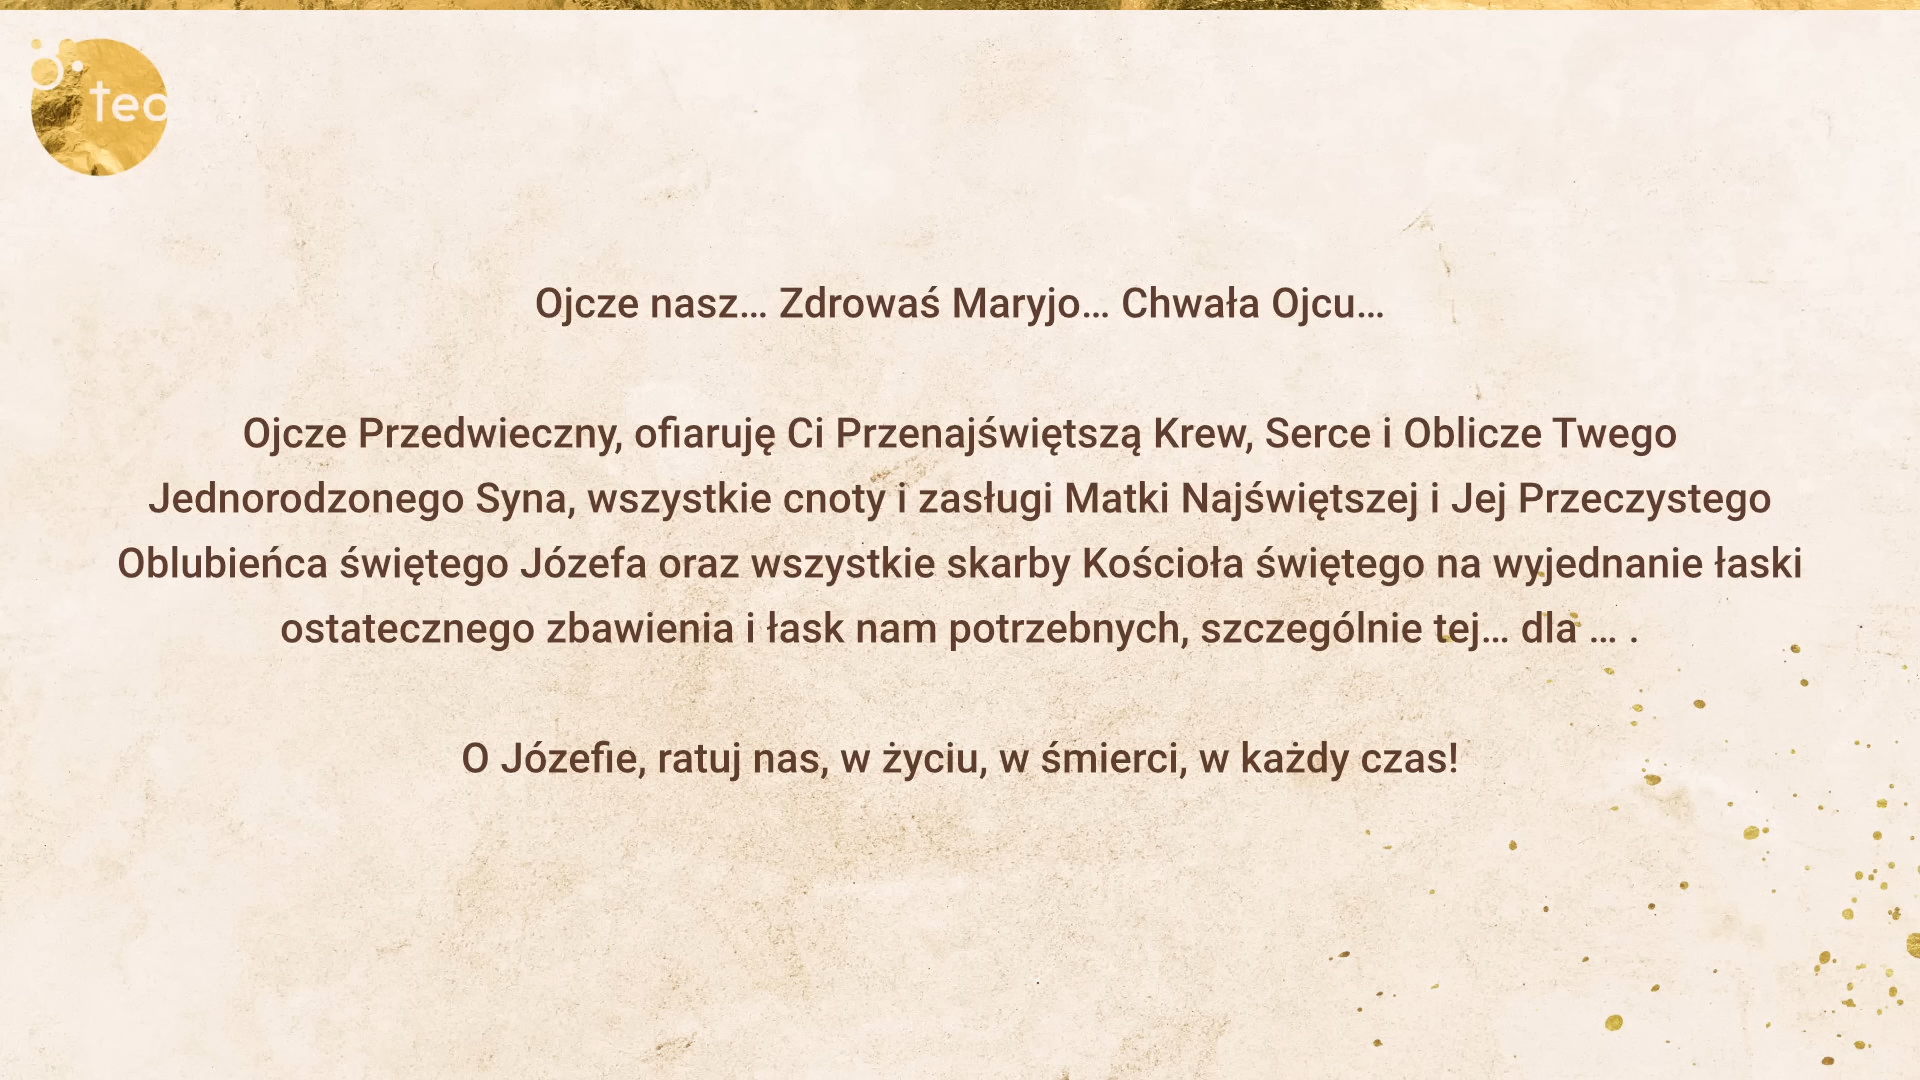 teo
Ojcze nasz… Zdrowaś Maryjo… Chwała Ojcu…
Ojcze Przedwieczny, ofiaruję Ci Przenajświętszą Krew, Serce i Oblicze Twego
Jednorodzonego Syna, wszystkie cnoty i zasługi Matki Najświętszej i Jej Przeczystego
Oblubieńca świętego Józefa oraz wszystkie skarby Kościoła świętego na wyjednanie łaski
ostatecznego zbawienia i łask nam potrzebnych, szczególnie tej… dla … .
O Józefie, ratuj nas, w życiu, w śmierci, w każdy czas!